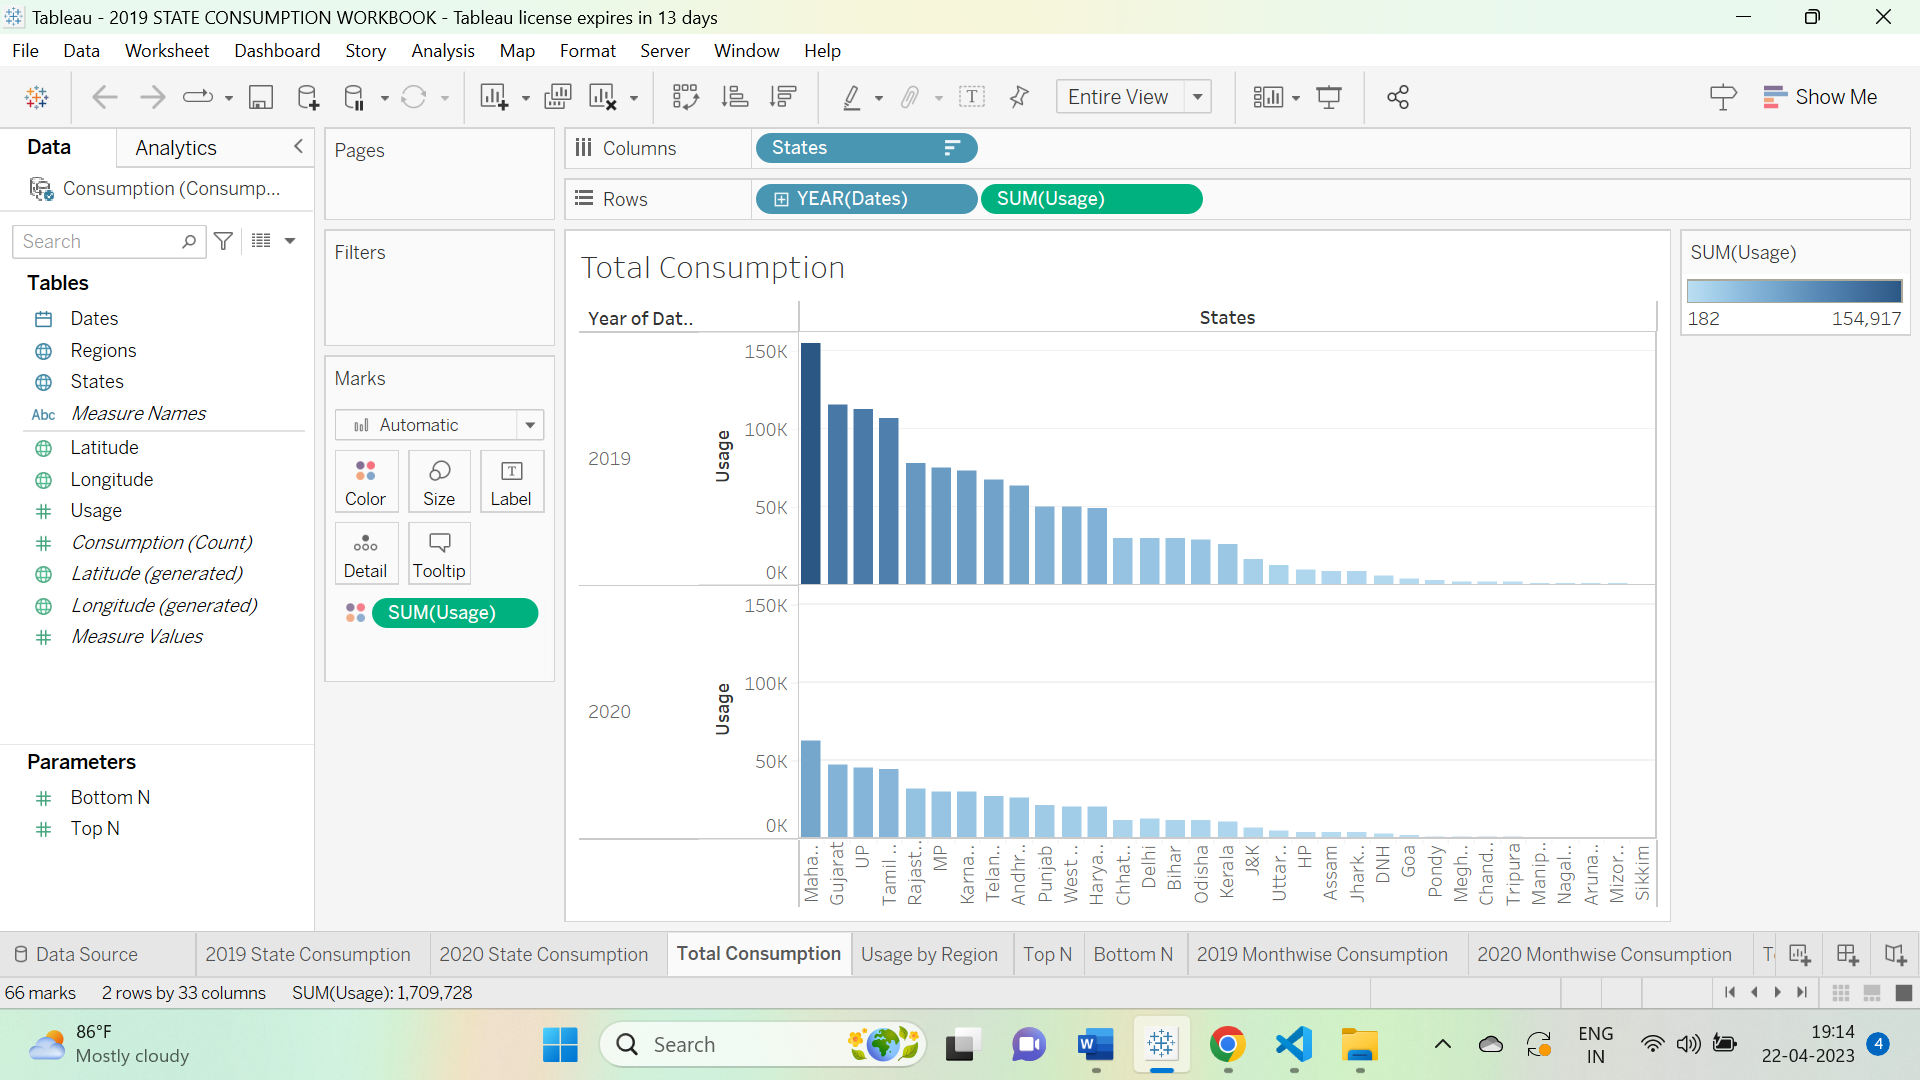 Tableau - 2019 STATE CONSUMPTION WORKBOOK - Tableau license expires in 13 days
File Data Worksheet Dashboard Story Analysis Map Format Server Window Help
Entire View
Show Me
Data Analytics
Consumption (Consump...
Search
Tables
Dates
Regions
States
Abc Measure Names
Latitude
Longitude
Usage
Consumption (Count)
Latitude (generated)
Longitude (generated)
Measure Values
Parameters
Bottom N
Top N
Pages
Filters
Marks
Automatic
Color Size Label
Detail Tooltip
SUM(Usage)
Columns States
Rows YEAR(Dates) SUM(Usage)
Total Consumption
Year of Dat.. States
2019
Usage
150K
100K
50K
0K
2020
Usage
150K
100K
50K
0K
Maha..
Gujarat
UP
Tamil ..
Rajast..
MP
Karna..
Telan..
Andhr..
Punjab
West ..
Harya..
Chhat..
Delhi
Bihar
Odisha
Kerala
J&K
Uttar..
HP
Assam
Jhark..
DNH
Goa
Pondy
Megh..
Chand..
Tripura
Manip..
Nagal..
Aruna..
Mizor..
Sikkim
SUM(Usage)
182 154,917
Data Source 2019 State Consumption 2020 State Consumption Total Consumption Usage by Region Top N Bottom N 2019 Monthwise Consumption 2020 Monthwise Consumption
66 marks 2 rows by 33 columns SUM(Usage): 1,709,728
86°F
Mostly cloudy
Search
ENG
IN
19:14
22-04-2023
4